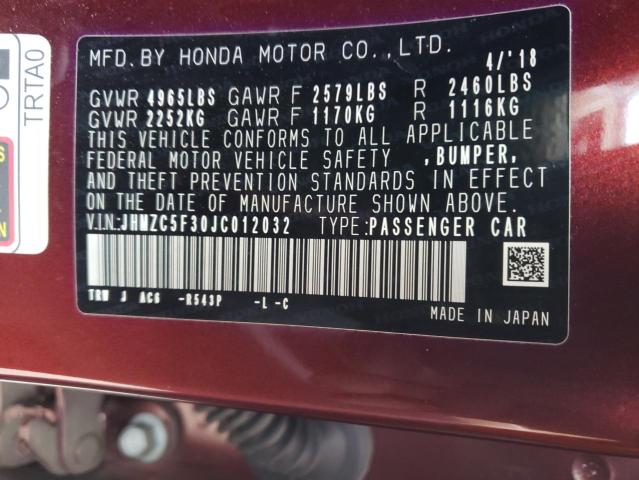 MFD.BY HONDA MOTOR CO.,LTD. 4/'18
GVWR 4965LBS GAWR F 2579LBS R 2460LBS
GVWR 2252KG GAWR F 1170KG R 1116KG
THIS VEHICLE CONFORMS TO ALL APPLICABLE
FEDERAL MOTOR VEHICLE SAFETY ,BUMPER,
AND THEFT PREVENTION STANDARDS IN EFFECT
ON THE DATE OF MANUFACTURE SHOWN ABOVE.
VIN:JHMZC5F30JC012032 TYPE:PASSENGER CAR
TRW J AC6 -R543P -L -C
MADE IN JAPAN
TRTA0